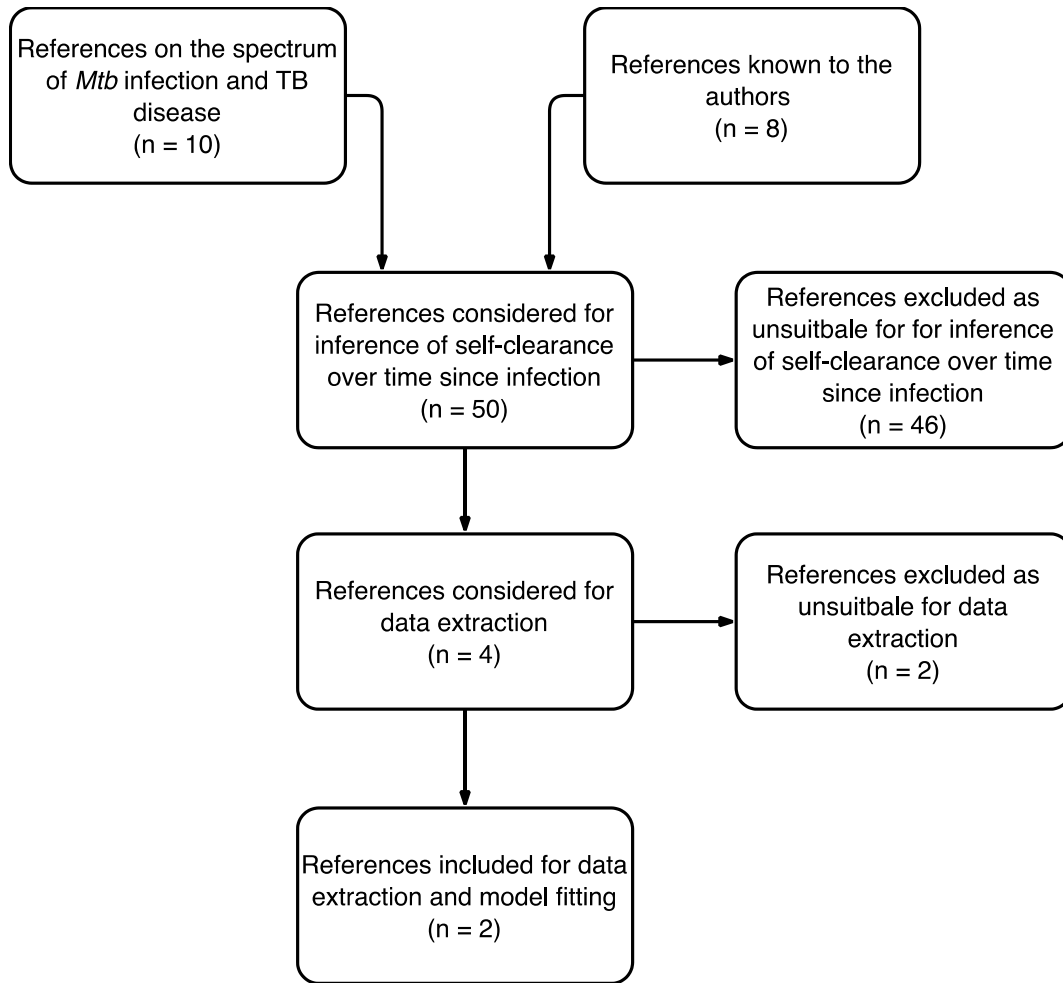 References on the spectrum
of Mtb infection and TB
disease
(n = 10)
References known to the
authors
(n = 8)
References considered for
inference of self-clearance
over time since infection
(n = 50)
References excluded as
unsuitbale for for inference
of self-clearance over time
since infection
(n = 46)
References considered for
data extraction
(n = 4)
References excluded as
unsuitbale for data
extraction
(n = 2)
References included for data
extraction and model fitting
(n = 2)